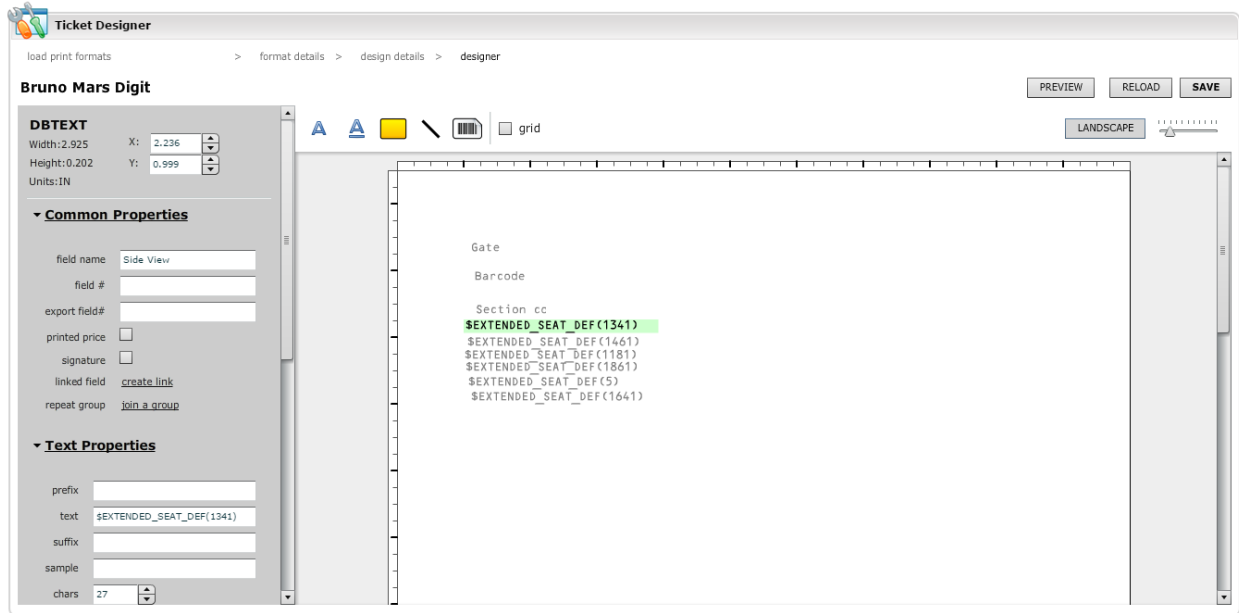 Ticket Designer
load print formats > format details > design details > designer
Bruno Mars Digit
PREVIEW RELOAD SAVE
DBTEXT
Width:2.925 X: 2.236
Height:0.202 Y: 0.999
Units:IN
A A grid LANDSCAPE
Common Properties
field name Side View
field #
export field#
printed price
signature
linked field create link
repeat group join a group
Text Properties
prefix
text $EXTENDED_SEAT_DEF(1341)
suffix
sample
chars 27
Gate
Barcode
Section cc
$EXTENDED_SEAT_DEF(1341)
$EXTENDED_SEAT_DEF(1461)
$EXTENDED_SEAT_DEF(1181)
$EXTENDED_SEAT_DEF(1861)
$EXTENDED_SEAT_DEF(5)
$EXTENDED_SEAT_DEF(1641)